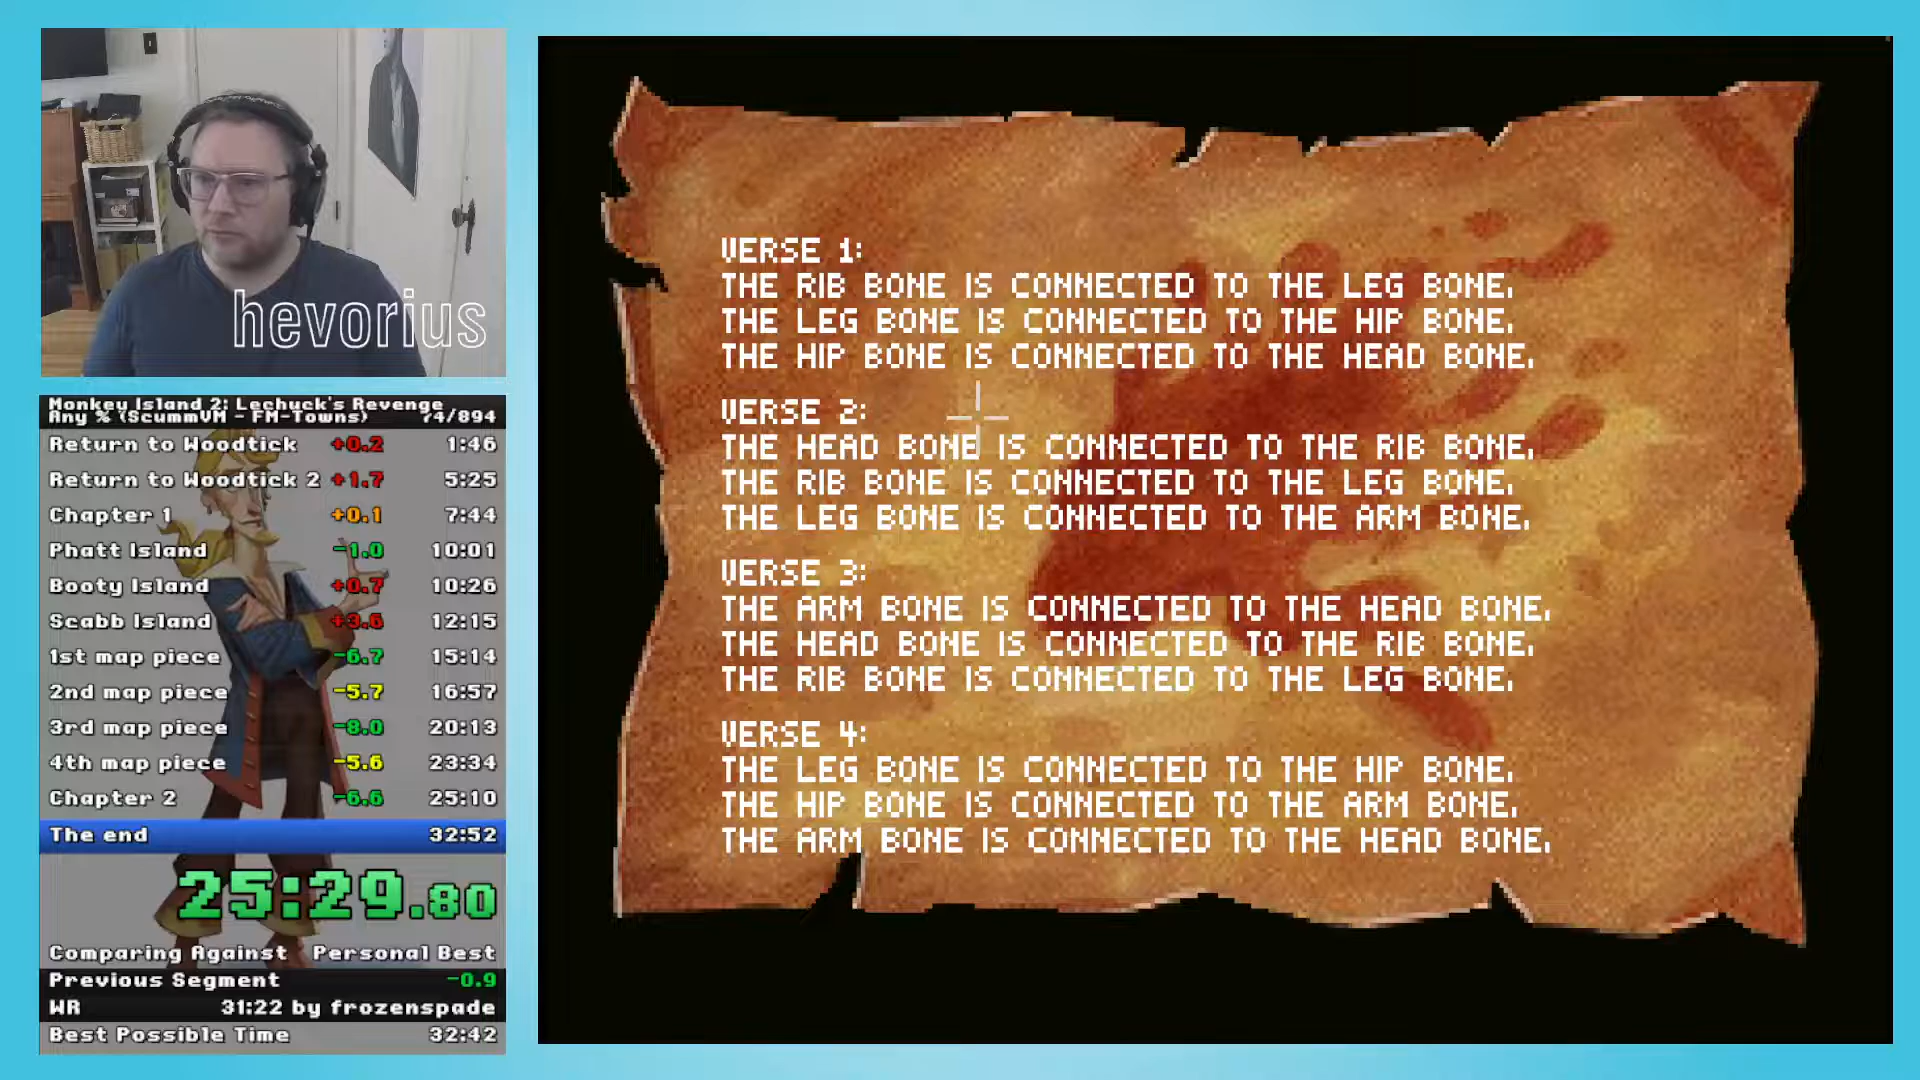 hevorius
Monkey Island 2: Lechuck's Revenge
Any % (ScummVM - FM-Towns) 74/894
Return to Woodtick +0.2 1:46
Return to Woodtick 2 +1.7 5:25
Chapter 1 +0.1 7:44
Phatt Island -1.0 10:01
Booty Island +0.7 10:26
Scabb Island +3.6 12:15
1st map piece -6.7 15:14
2nd map piece -5.7 16:57
3rd map piece -8.0 20:13
4th map piece -5.6 23:34
Chapter 2 -6.6 25:10
The end 32:52
25:29.80
Comparing Against Personal Best
Previous Segment -0.9
WR 31:22 by frozenspade
Best Possible Time 32:42
VERSE 1:
THE RIB BONE IS CONNECTED TO THE LEG BONE.
THE LEG BONE IS CONNECTED TO THE HIP BONE.
THE HIP BONE IS CONNECTED TO THE HEAD BONE.
VERSE 2:
THE HEAD BONE IS CONNECTED TO THE RIB BONE.
THE RIB BONE IS CONNECTED TO THE LEG BONE.
THE LEG BONE IS CONNECTED TO THE ARM BONE.
VERSE 3:
THE ARM BONE IS CONNECTED TO THE HEAD BONE.
THE HEAD BONE IS CONNECTED TO THE RIB BONE.
THE RIB BONE IS CONNECTED TO THE LEG BONE.
VERSE 4:
THE LEG BONE IS CONNECTED TO THE HIP BONE.
THE HIP BONE IS CONNECTED TO THE ARM BONE.
THE ARM BONE IS CONNECTED TO THE HEAD BONE.